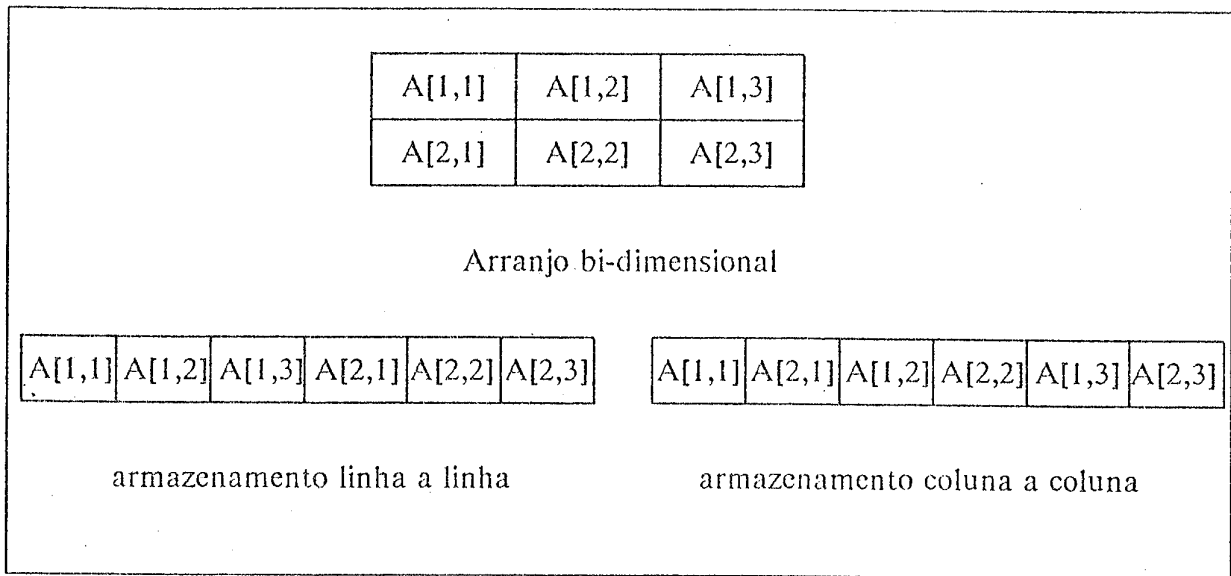 A[1,1] A[1,2] A[1,3]
A[2,1] A[2,2] A[2,3]
Arranjo bi-dimensional
A[1,1] A[1,2] A[1,3] A[2,1] A[2,2] A[2,3]
A[1,1] A[2,1] A[1,2] A[2,2] A[1,3] A[2,3]
armazenamento linha a linha
armazenamento coluna a coluna